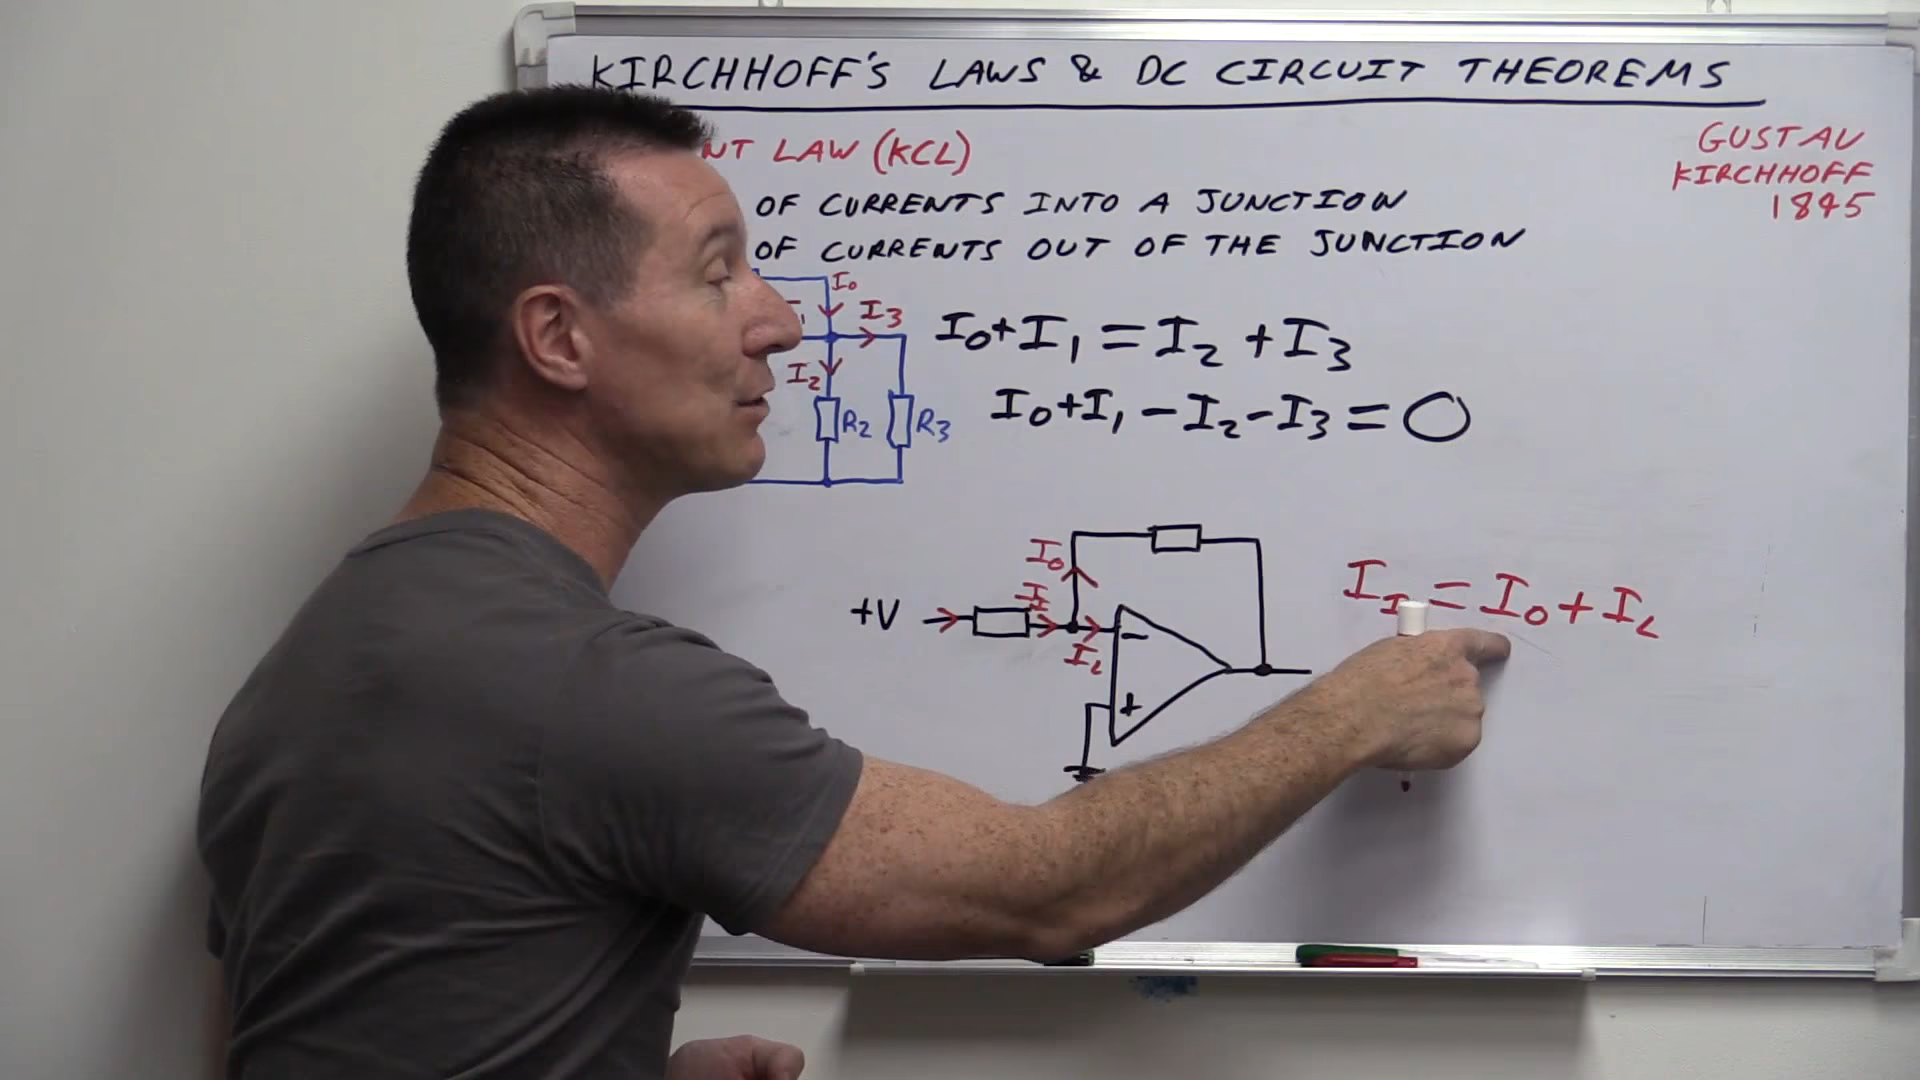 KIRCHHOFF'S LAWS & DC CIRCUIT THEOREMS
NT LAW (KCL)
GUSTAV
KIRCHHOFF
1845
OF CURRENTS INTO A JUNCTION
OF CURRENTS OUT OF THE JUNCTION
I₀
I₃
I₂
R₂
R₃
I₀+I₁ = I₂ + I₃
I₀+I₁ - I₂ - I₃ = 0
I₀
I_I
+V
I_L
-
+
I_I = I₀ + I_L